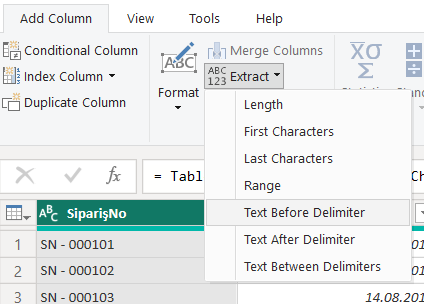 Add Column View Tools Help
Conditional Column
Index Column
Duplicate Column
ABC
Format
Merge Columns
ABC
123 Extract
XΣ
Length
First Characters
Last Characters
Range
Text Before Delimiter
Text After Delimiter
Text Between Delimiters
fx = Tabl
ABC SiparişNo
1 SN - 000101
2 SN - 000102
3 SN - 000103 14.08.201